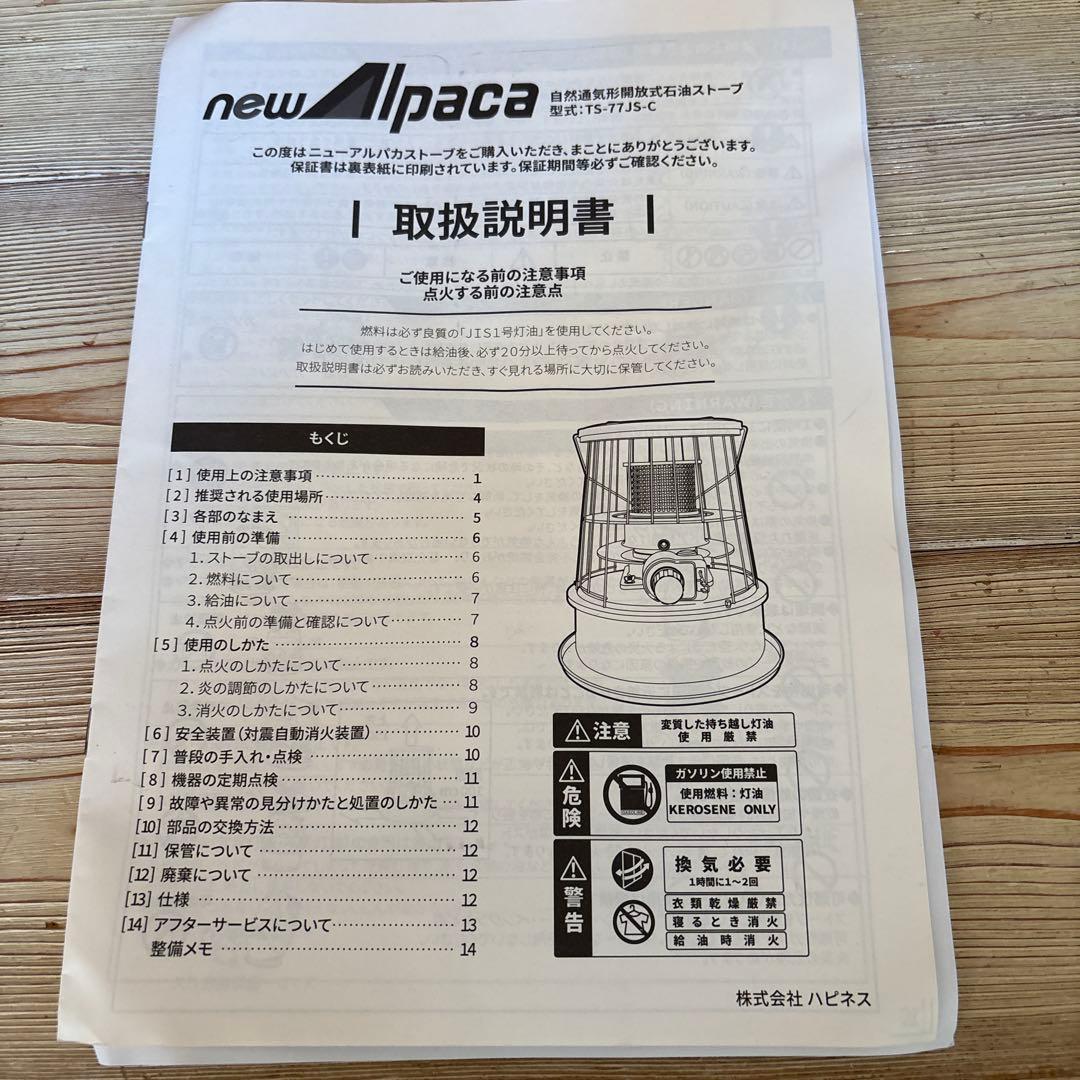 new Alpaca
自然通気形開放式石油ストーブ
型式:TS-77JS-C
この度はニューアルパカストーブをご購入いただき、まことにありがとうございます。
保証書は裏表紙に印刷されています。保証期間等必ずご確認ください。
取扱説明書
ご使用になる前の注意事項
点火する前の注意点
燃料は必ず良質の「JIS1号灯油」を使用してください。
はじめて使用するときは給油後、必ず20分以上待ってから点火してください。
取扱説明書は必ずお読みいただき、すぐ見れる場所に大切に保管してください。
もくじ
[1] 使用上の注意事項 1
[2] 推奨される使用場所 4
[3] 各部のなまえ 5
[4] 使用前の準備 6
1. ストーブの取出しについて 6
2. 燃料について 6
3. 給油について 7
4. 点火前の準備と確認について 7
[5] 使用のしかた 8
1. 点火のしかたについて 8
2. 炎の調節のしかたについて 8
3. 消火のしかたについて 9
[6] 安全装置(対震自動消火装置) 10
[7] 普段の手入れ・点検 10
[8] 機器の定期点検 11
[9] 故障や異常の見分けかたと処置のしかた 11
[10] 部品の交換方法 12
[11] 保管について 12
[12] 廃棄について 12
[13] 仕様 12
[14] アフターサービスについて 13
整備メモ 14
注意
変質した持ち越し灯油
使用厳禁
危険
ガソリン使用禁止
使用燃料:灯油
KEROSENE ONLY
警告
換気必要
1時間に1〜2回
衣類乾燥厳禁
寝るとき消火
給油時消火
株式会社 ハピネス